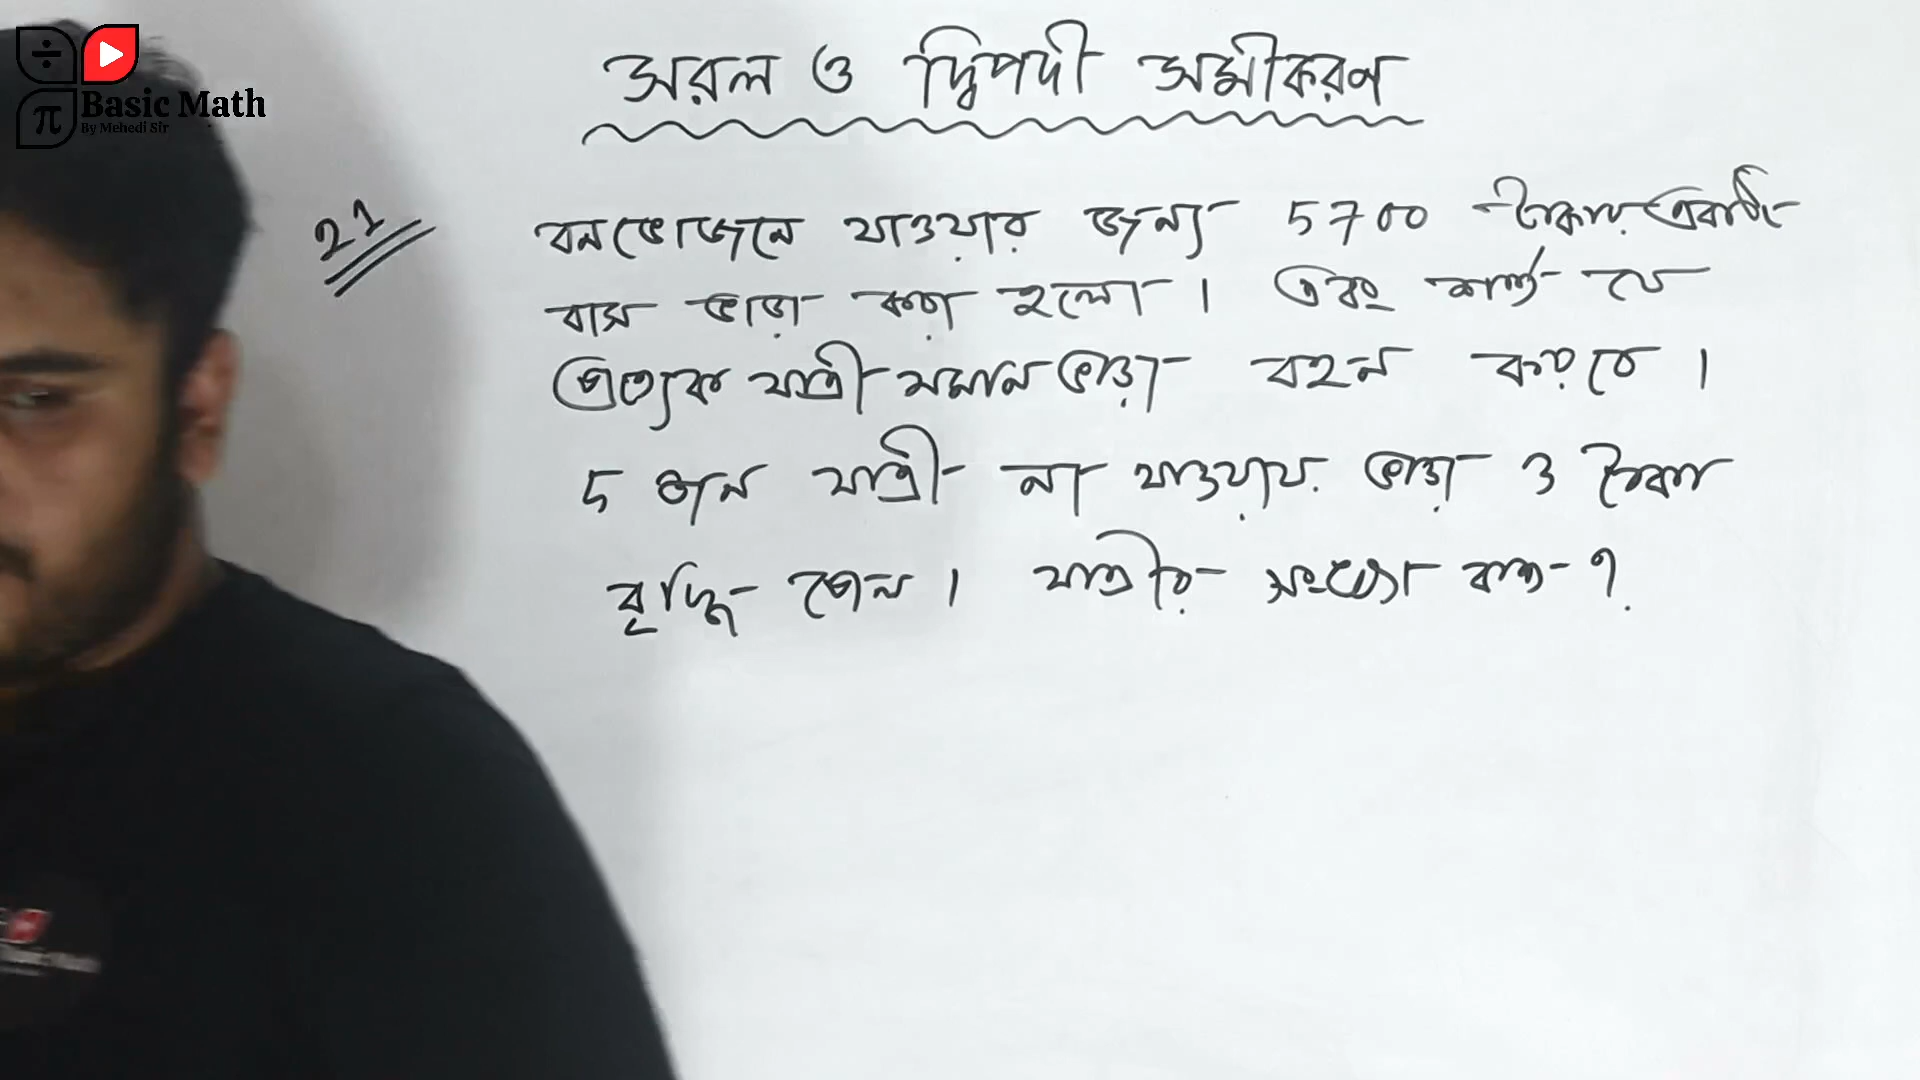 Basic Math
By Mehedi Sir
সরল ও দ্বিপদী সমীকরণ
21
বনভোজনে যাওয়ার জন্য 5700 টাকায় একটি
বাস ভাড়া করা হলো। এবং শর্ত যে
প্রত্যেক যাত্রী সমান ভাড়া বহন করবে।
5 জন যাত্রী না যাওয়ায় ভাড়া 3 টাকা
বৃদ্ধি পেল। যাত্রীর সংখ্যা কত?